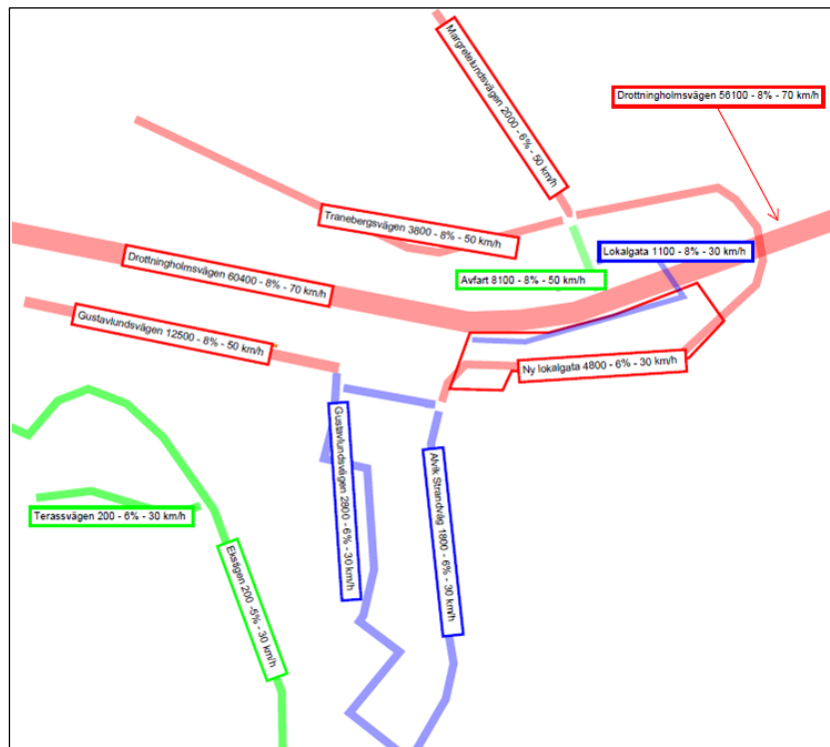 Margretelundsvägen 2000 - 6% - 50 km/h
Drottningholmsvägen 56100 - 8% - 70 km/h
Tranebergsvägen 3800 - 8% - 50 km/h
Lokalgata 1100 - 8% - 30 km/h
Drottningholmsvägen 60400 - 8% - 70 km/h
Avfart 8100 - 8% - 50 km/h
Gustavlundsvägen 12500 - 8% - 50 km/h
Ny lokalgata 4800 - 6% - 30 km/h
Gustavlundsvägen 2800 - 6% - 30 km/h
Alvik Strandväg 1800 - 6% - 30 km/h
Terassvägen 200 - 6% - 30 km/h
Ekstigen 200 -5% - 30 km/h